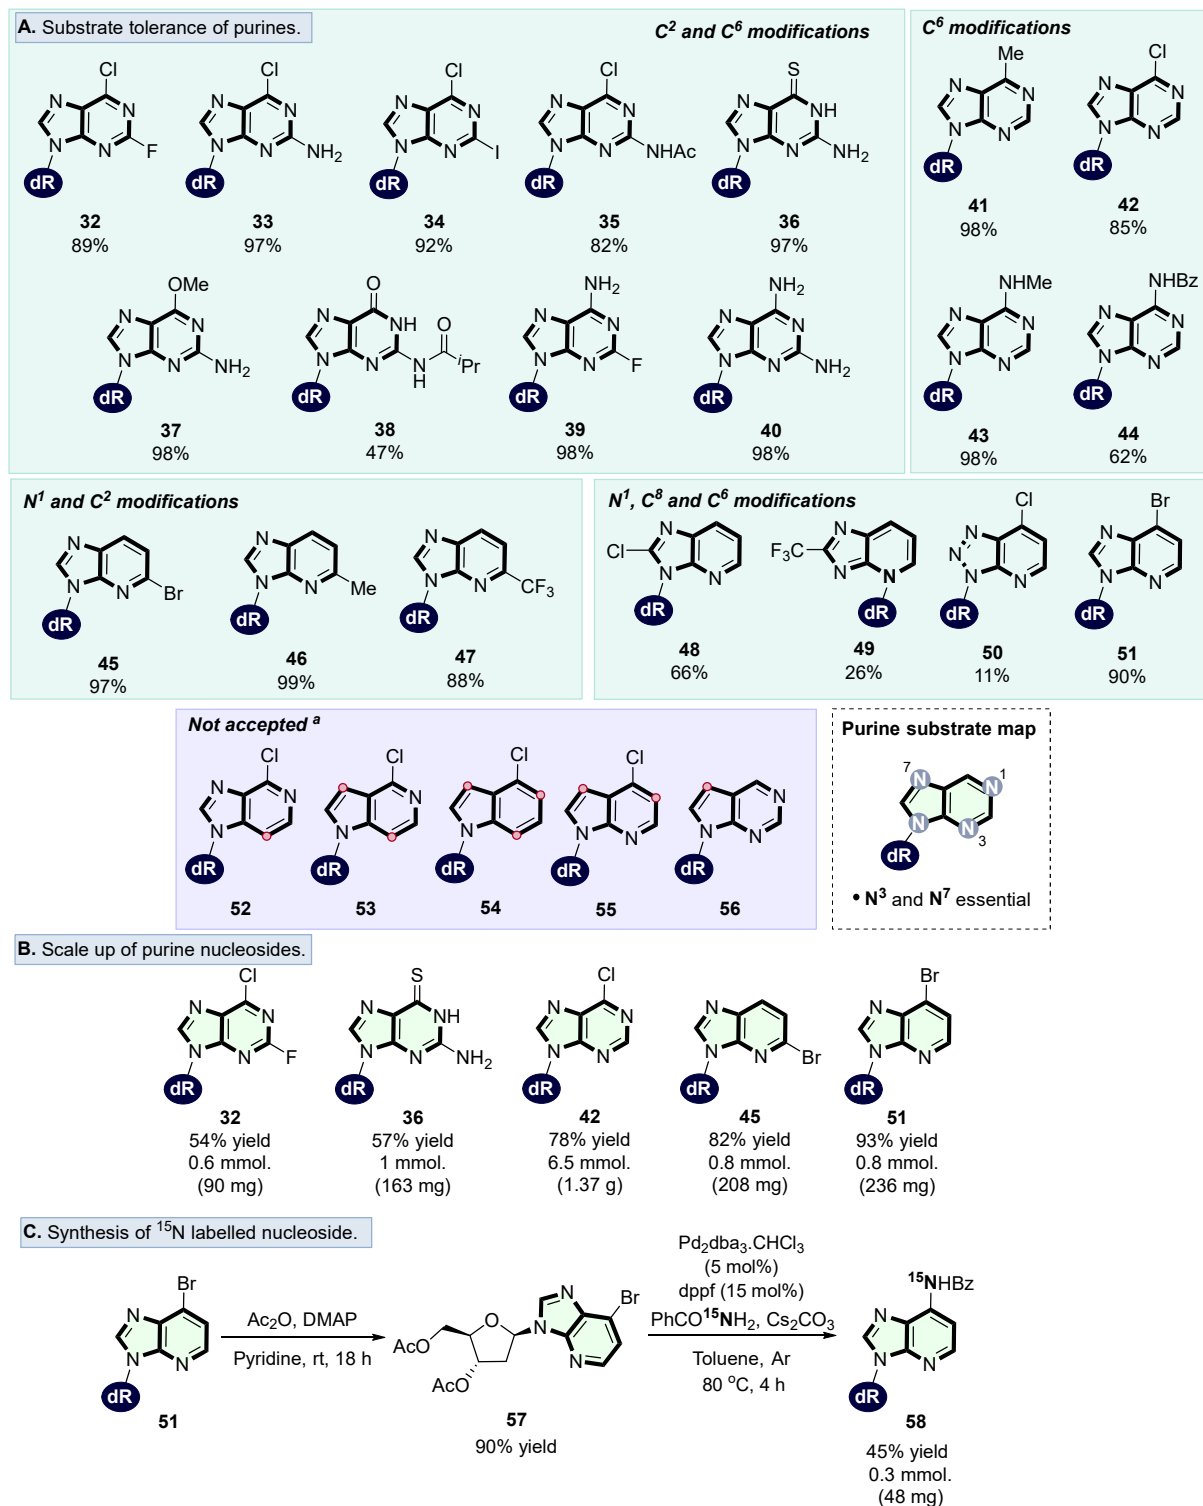 A. Substrate tolerance of purines.
C² and C⁶ modifications
Cl
N
N
N
N
F
dR
32
89%
Cl
N
N
N
N
NH₂
dR
33
97%
Cl
N
N
N
N
I
dR
34
92%
Cl
N
N
N
N
NHAc
dR
35
82%
S
N
NH
N
N
NH₂
dR
36
97%
OMe
N
N
N
N
NH₂
dR
37
98%
O
N
NH
N
N
N
H
O
iPr
dR
38
47%
NH₂
N
N
N
N
F
dR
39
98%
NH₂
N
N
N
N
NH₂
dR
40
98%
C⁶ modifications
Me
N
N
N
N
dR
41
98%
Cl
N
N
N
N
dR
42
85%
NHMe
N
N
N
N
dR
43
98%
NHBz
N
N
N
N
dR
44
62%
N¹ and C² modifications
N
N
N
Br
dR
45
97%
N
N
N
Me
dR
46
99%
N
N
N
CF₃
dR
47
88%
N¹, C⁸ and C⁶ modifications
Cl
N
N
N
dR
48
66%
F₃C
N
N
N
dR
49
26%
Cl
N
N
N
N
dR
50
11%
Br
N
N
N
dR
51
90%
Not accepted ᵃ
Cl
N
N
N
dR
52
Cl
N
N
dR
53
Cl
N
dR
54
Cl
N
N
dR
55
N
N
N
dR
56
Purine substrate map
7
N
N
1
N
N
3
dR
• N³ and N⁷ essential
B. Scale up of purine nucleosides.
Cl
N
N
N
N
F
dR
32
54% yield
0.6 mmol.
(90 mg)
S
N
NH
N
N
NH₂
dR
36
57% yield
1 mmol.
(163 mg)
Cl
N
N
N
N
dR
42
78% yield
6.5 mmol.
(1.37 g)
N
N
N
Br
dR
45
82% yield
0.8 mmol.
(208 mg)
Br
N
N
N
dR
51
93% yield
0.8 mmol.
(236 mg)
C. Synthesis of ¹⁵N labelled nucleoside.
Br
N
N
N
dR
51
Ac₂O, DMAP
Pyridine, rt, 18 h
N
Br
N
N
O
AcO
AcO
57
90% yield
Pd₂dba₃.CHCl₃
(5 mol%)
dppf (15 mol%)
PhCO¹⁵NH₂, Cs₂CO₃
Toluene, Ar
80 °C, 4 h
¹⁵NHBz
N
N
N
dR
58
45% yield
0.3 mmol.
(48 mg)